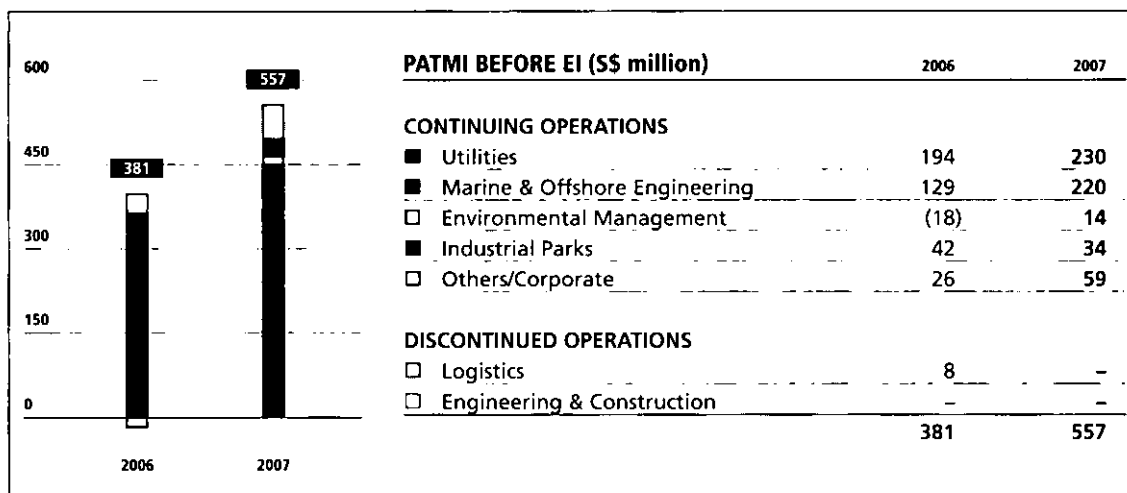 600
557
450
381
300
150
0
2006 2007
PATMI BEFORE EI (S$ million) 2006 2007
CONTINUING OPERATIONS
Utilities 194 230
Marine & Offshore Engineering 129 220
Environmental Management (18) 14
Industrial Parks 42 34
Others/Corporate 26 59
DISCONTINUED OPERATIONS
Logistics 8 –
Engineering & Construction – –
381 557